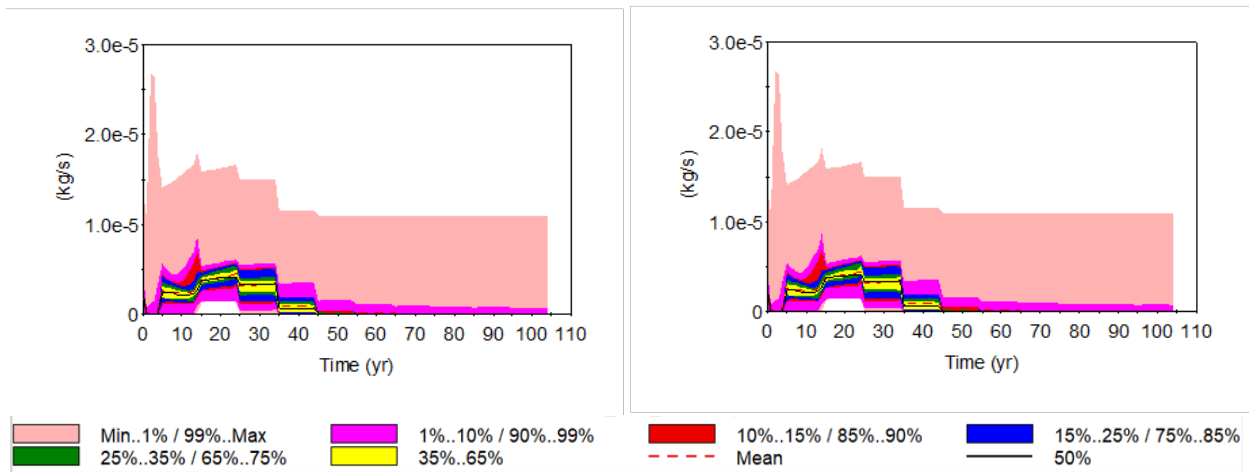 3.0e-5
2.0e-5
1.0e-5
0
(kg/s)
0 10 20 30 40 50 60 70 80 90 100 110
Time (yr)
3.0e-5
2.0e-5
1.0e-5
0
(kg/s)
0 10 20 30 40 50 60 70 80 90 100 110
Time (yr)
Min..1% / 99%..Max 1%..10% / 90%..99% 10%..15% / 85%..90% 15%..25% / 75%..85%
25%..35% / 65%..75% 35%..65% Mean 50%